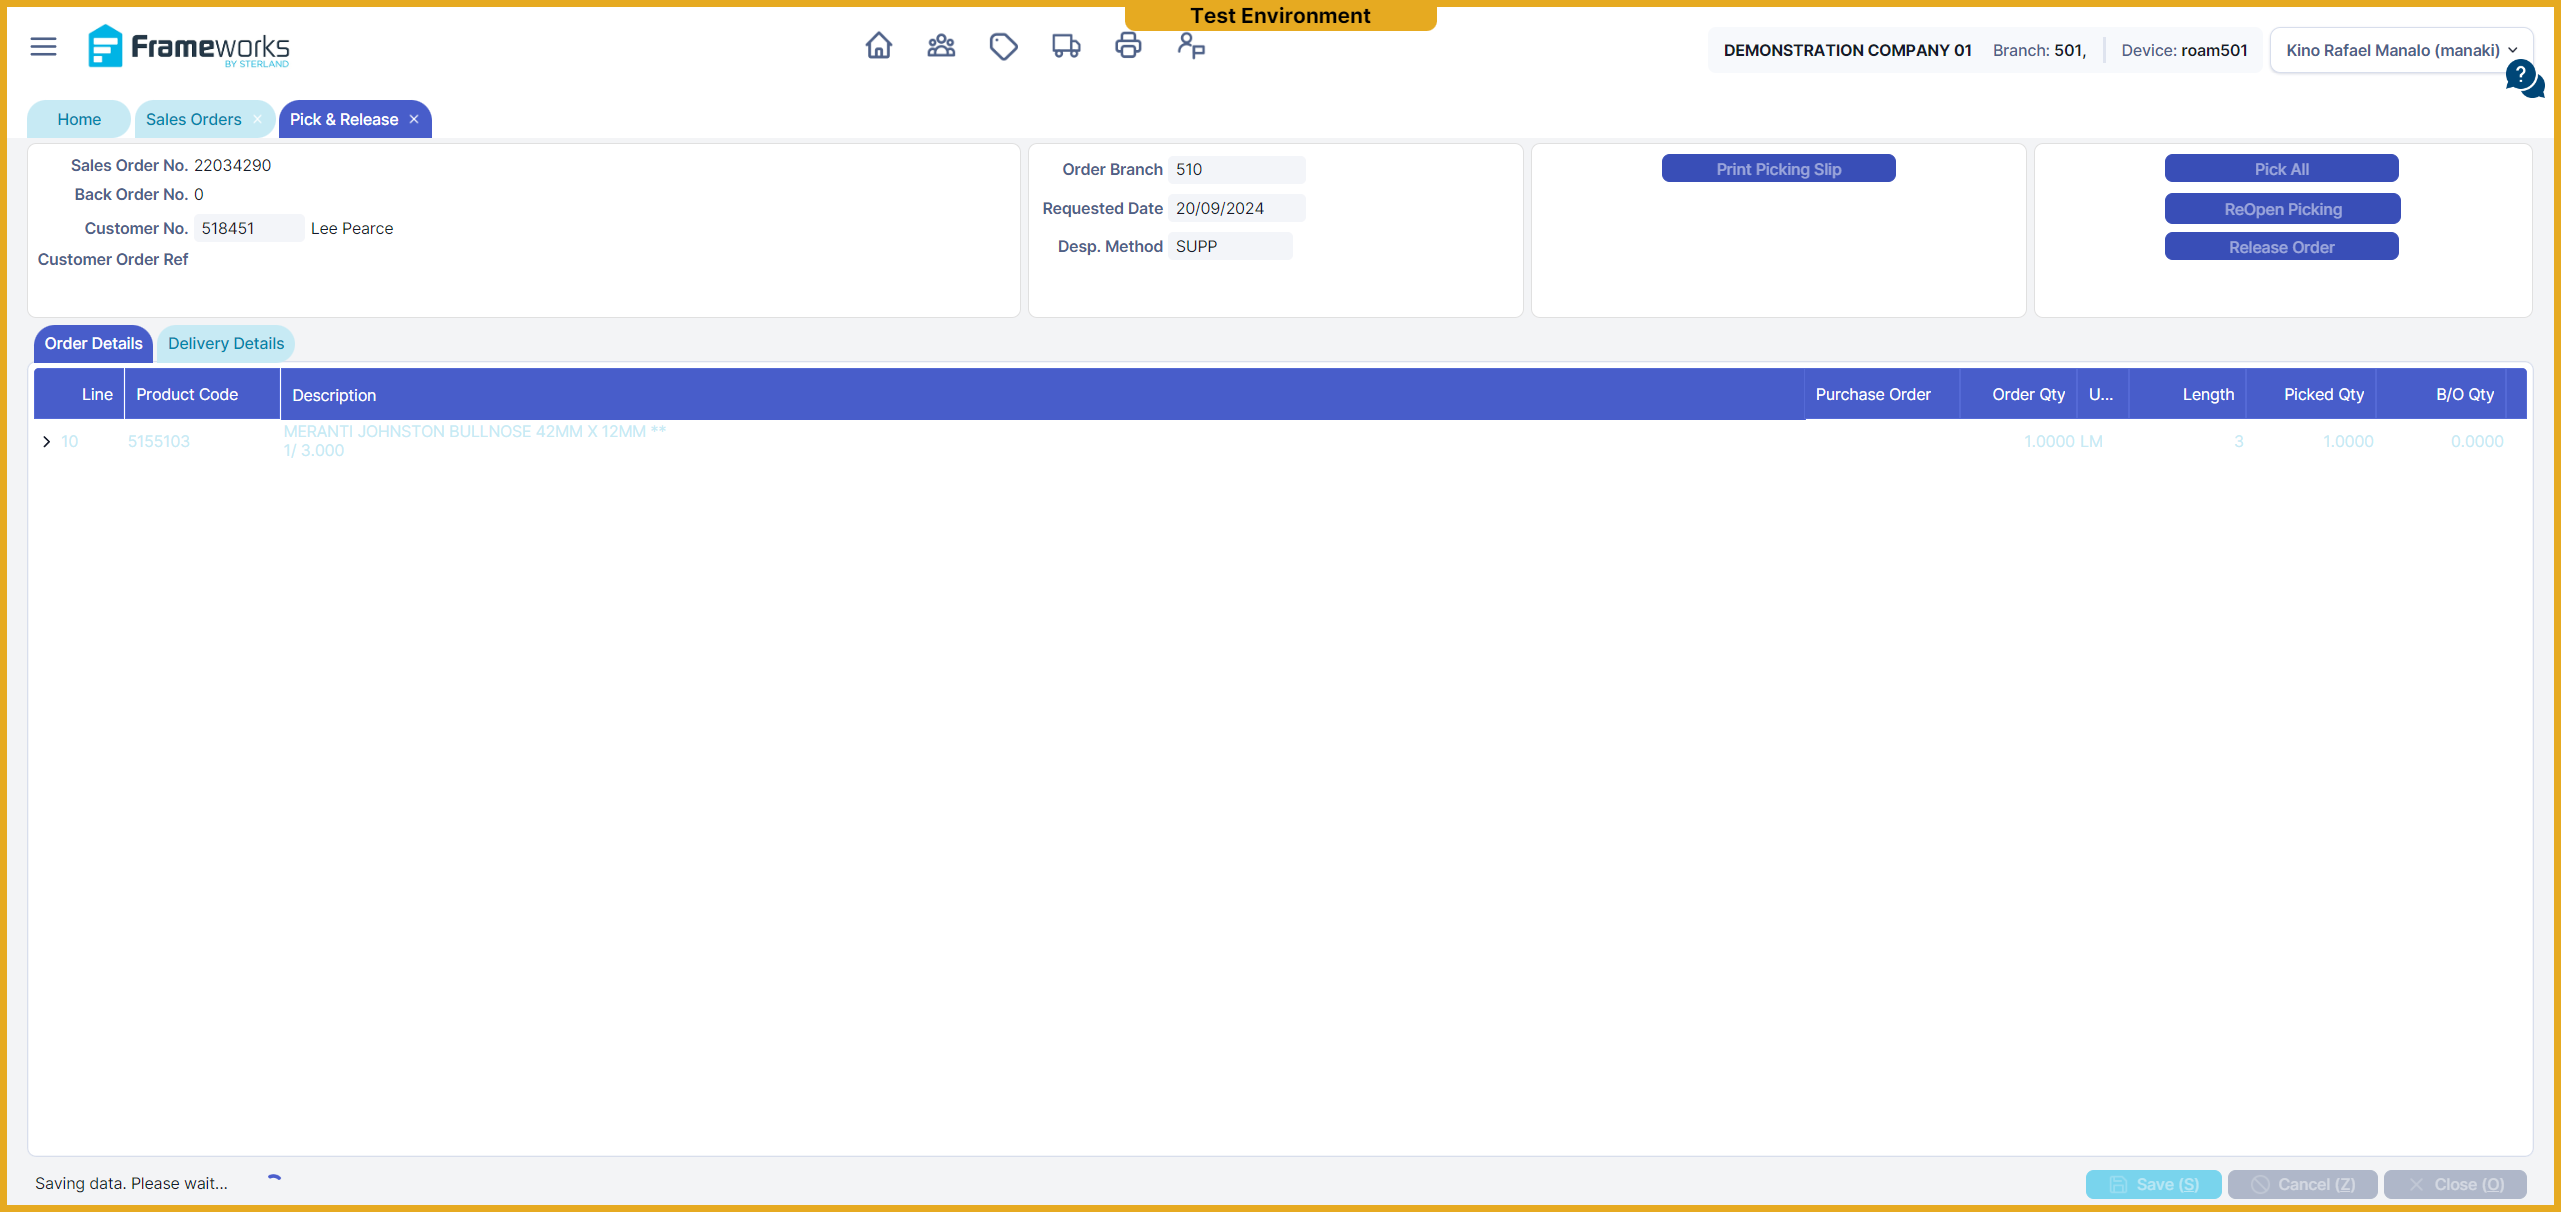 Test Environment
Frameworks
BY STERLAND
DEMONSTRATION COMPANY 01 Branch: 501, Device: roam501 Kino Rafael Manalo (manaki)
?
Home Sales Orders × Pick & Release ×
Sales Order No. 22034290
Back Order No. 0
Customer No. 518451 Lee Pearce
Customer Order Ref
Order Branch 510
Requested Date 20/09/2024
Desp. Method SUPP
Print Picking Slip
Pick All
ReOpen Picking
Release Order
Order Details Delivery Details
Line Product Code Description Purchase Order Order Qty U... Length Picked Qty B/O Qty
10 5155103 MERANTI JOHNSTON BULLNOSE 42MM X 12MM ** 1.0000 LM 3 1.0000 0.0000
1/ 3.000
Saving data. Please wait...
Save (S) Cancel (Z) Close (O)